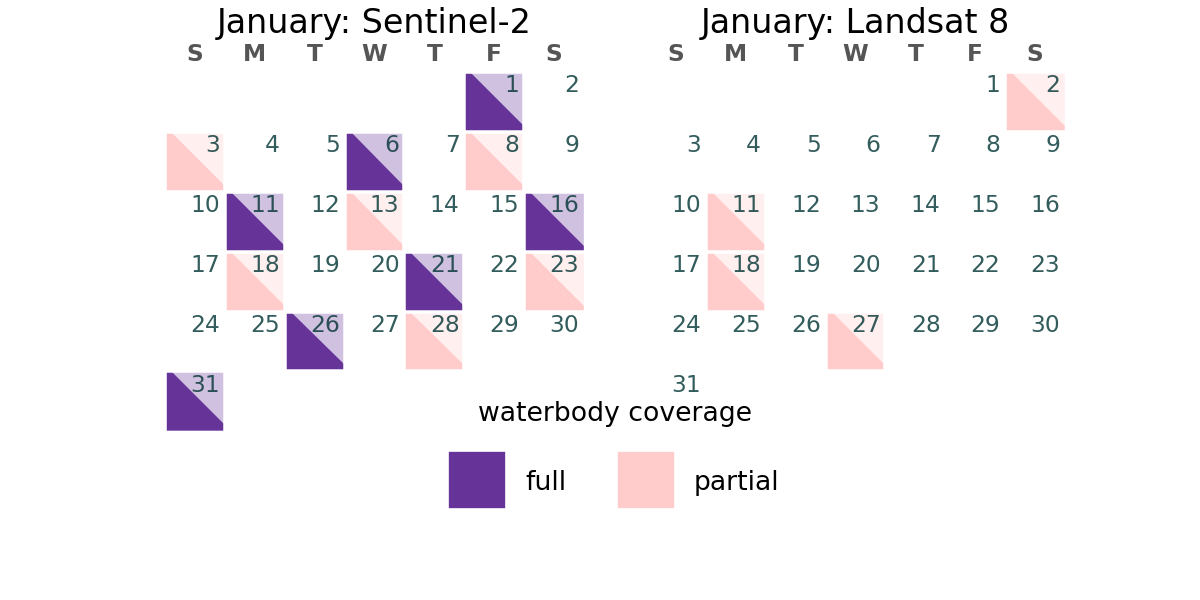 January: Sentinel-2
S M T W T F S
1 2
3 4 5 6 7 8 9
10 11 12 13 14 15 16
17 18 19 20 21 22 23
24 25 26 27 28 29 30
31
January: Landsat 8
S M T W T F S
1 2
3 4 5 6 7 8 9
10 11 12 13 14 15 16
17 18 19 20 21 22 23
24 25 26 27 28 29 30
31
waterbody coverage
full partial